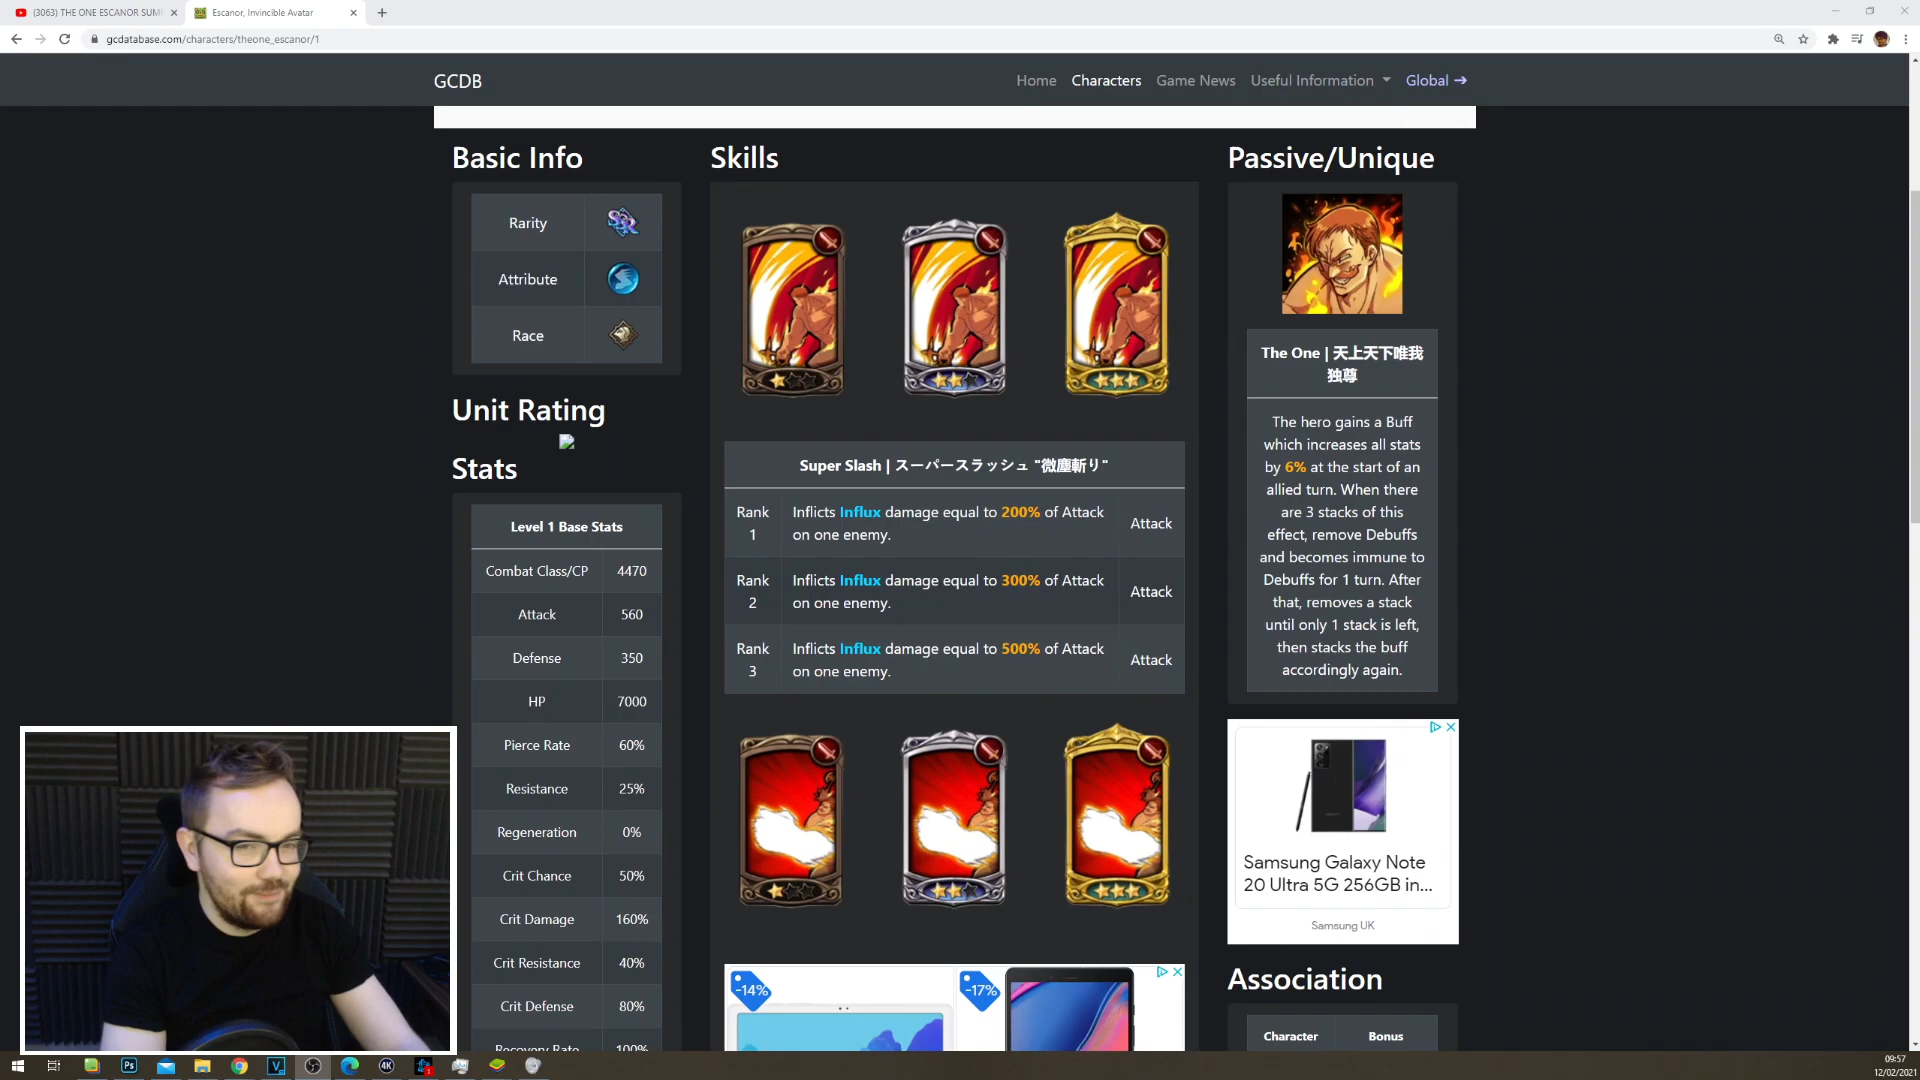 (3063) THE ONE ESCANOR SUMM
Escanor, Invincible Avatar
gcdatabase.com/characters/theone_escanor/1
GCDB
Home
Characters
Game News
Useful Information
Global
Basic Info
Rarity
SSR
Attribute
Race
Unit Rating
Stats
Level 1 Base Stats
Combat Class/CP 4470
Attack 560
Defense 350
HP 7000
Pierce Rate 60%
Resistance 25%
Regeneration 0%
Crit Chance 50%
Crit Damage 160%
Crit Resistance 40%
Crit Defense 80%
Recovery Rate 100%
Skills
Super Slash | スーパースラッシュ "微塵斬り"
Rank 1
Inflicts Influx damage equal to 200% of Attack
on one enemy.
Attack
Rank 2
Inflicts Influx damage equal to 300% of Attack
on one enemy.
Attack
Rank 3
Inflicts Influx damage equal to 500% of Attack
on one enemy.
Attack
-14%
-17%
Passive/Unique
The One | 天上天下唯我
独尊
The hero gains a Buff
which increases all stats
by 6% at the start of an
allied turn. When there
are 3 stacks of this
effect, remove Debuffs
and becomes immune to
Debuffs for 1 turn. After
that, removes a stack
until only 1 stack is left,
then stacks the buff
accordingly again.
Samsung Galaxy Note
20 Ultra 5G 256GB in...
Samsung UK
Association
Character
Bonus
Ps
V
4K
1
09:57
12/02/2021